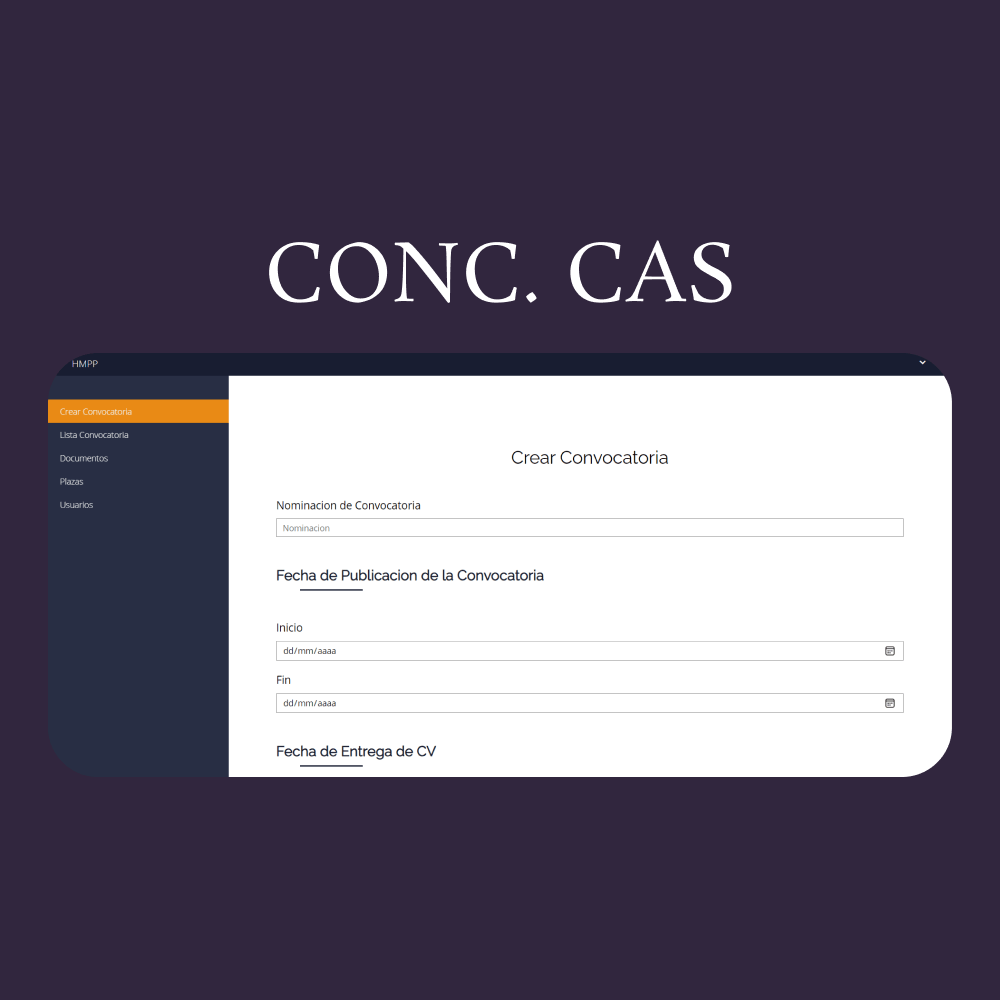 CONC. CAS
HMPP
Crear Convocatoria
Lista Convocatoria
Documentos
Plazas
Usuarios
Crear Convocatoria
Nominacion de Convocatoria
Nominacion
Fecha de Publicacion de la Convocatoria
Inicio
dd/mm/aaaa
Fin
dd/mm/aaaa
Fecha de Entrega de CV